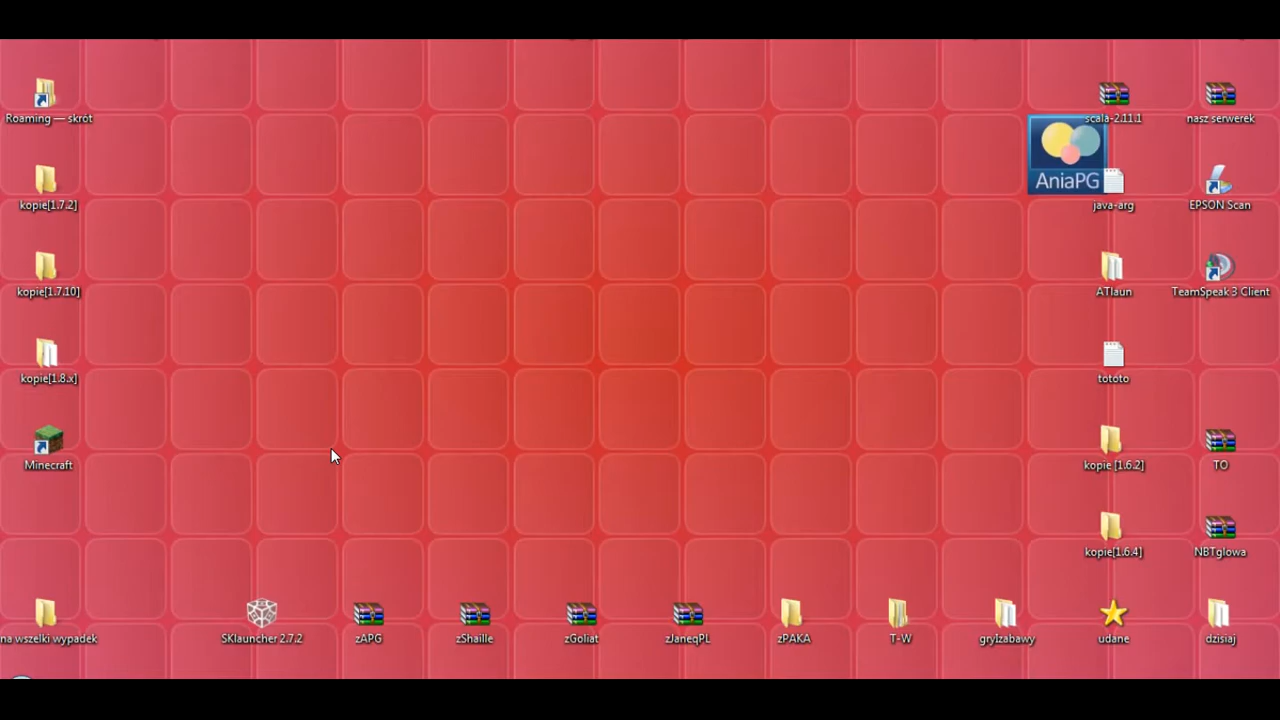 Roaming — skrót
scala-2.11.1
nasz serwerek
AniaPG
kopie[1.7.2]
java-arg
EPSON Scan
kopie[1.7.10]
ATlaun
TeamSpeak 3 Client
kopie[1.8.x]
tototo
Minecraft
kopie [1.6.2]
TO
kopie[1.6.4]
NBTglowa
na wszelki wypadek
SKlauncher 2.7.2
zAPG
zShaille
zGoliat
zJaneqPL
zPAKA
T-W
gryIzabawy
udane
dzisiaj